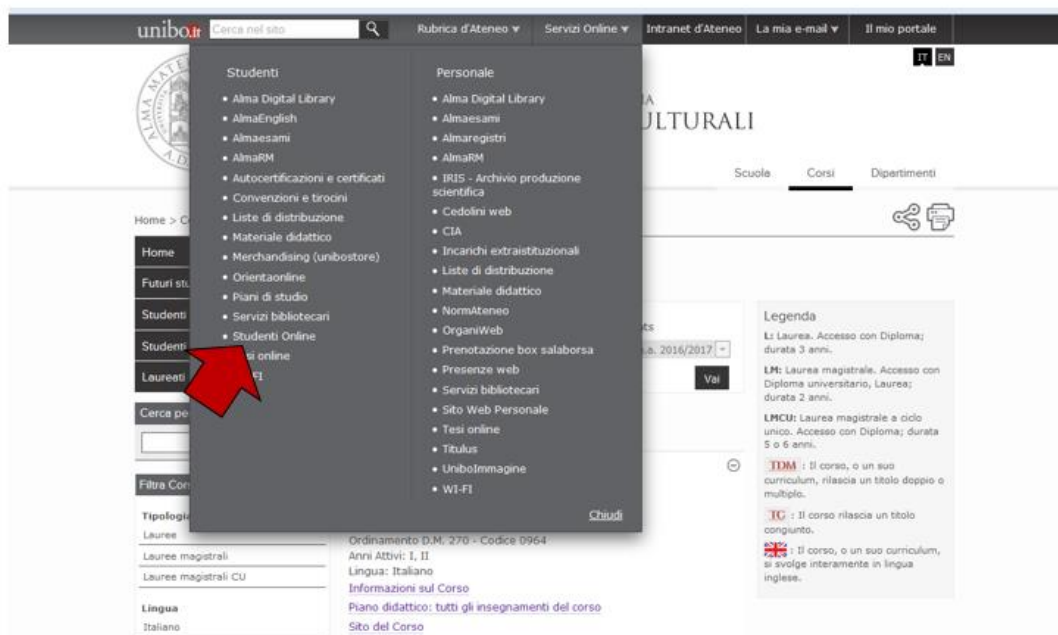 unibo.it Cerca nel sito Rubrica d'Ateneo Servizi Online Intranet d'Ateneo La mia e-mail Il mio portale
IT EN
ALMA
A.D.
ULTURALI
Scuola Corsi Dipartimenti
Home >
Home
Futuri
Studenti
Studenti
Laureati
Cerca
Filtra
Tipologia
Lauree
Lauree magistrali
Lauree magistrali CU
Lingua
Italiano
Studenti
• Alma Digital Library
• AlmaEnglish
• Almaesami
• AlmaRM
• Autocertificazioni e certificati
• Convenzioni e tirocini
• Liste di distribuzione
• Materiale didattico
• Merchandising (unibostore)
• Orientaonline
• Piani di studio
• Servizi bibliotecari
• Studenti Online
online
Personale
• Alma Digital Library
• Almaesami
• Almaregistri
• AlmaRM
• IRIS - Archivio produzione
scientifica
• Cedolini web
• CIA
• Incarichi extraistituzionali
• Liste di distribuzione
• Materiale didattico
• NormAteneo
• OrganiWeb
• Prenotazione box salaborsa
• Presenze web
• Servizi bibliotecari
• Sito Web Personale
• Tesi online
• Titulus
• UniboImmagine
• WI-FI
Chiudi
a.a. 2016/2017
Vai
Ordinamento D.M. 270 - Codice 0964
Anni Attivi: I, II
Lingua: Italiano
Informazioni sul Corso
Piano didattico: tutti gli insegnamenti del corso
Sito del Corso
Legenda
L: Laurea. Accesso con Diploma;
durata 3 anni.
LM: Laurea magistrale. Accesso con
Diploma universitario, Laurea;
durata 2 anni.
LMCU: Laurea magistrale a ciclo
unico. Accesso con Diploma; durata
5 o 6 anni.
TDM : Il corso, o un suo
curriculum, rilascia un titolo doppio o
multiplo.
TC : Il corso rilascia un titolo
congiunto.
: Il corso, o un suo curriculum,
si svolge interamente in lingua
inglese.